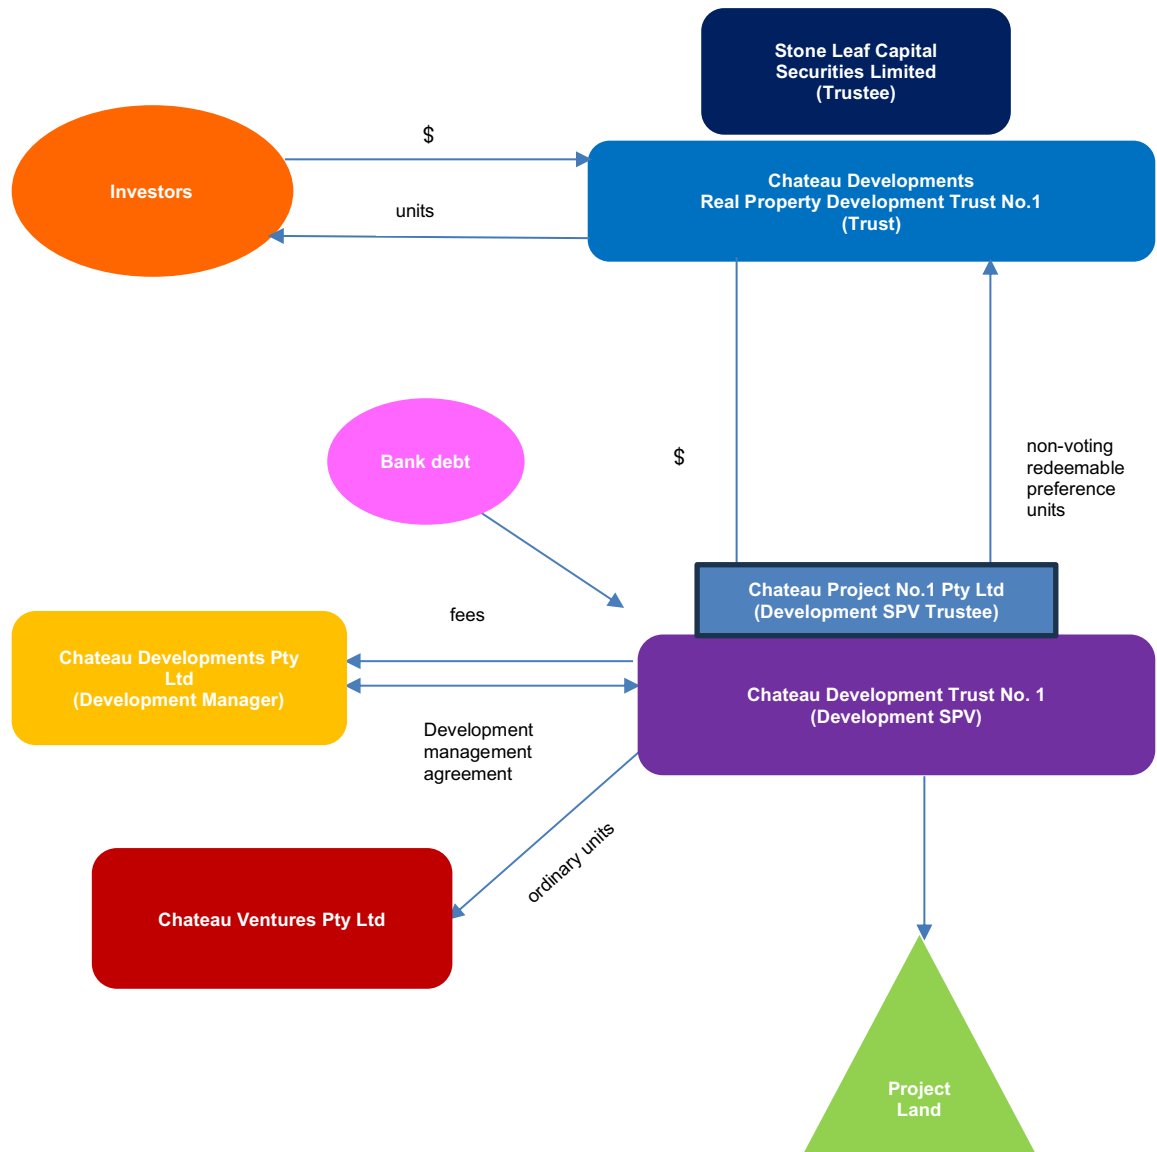 Stone Leaf Capital
Securities Limited
(Trustee)
$
Investors
Chateau Developments
Real Property Development Trust No.1
(Trust)
units
Bank debt
$
non-voting
redeemable
preference
units
Chateau Project No.1 Pty Ltd
(Development SPV Trustee)
fees
Chateau Developments Pty
Ltd
(Development Manager)
Chateau Development Trust No. 1
(Development SPV)
Development
management
agreement
ordinary units
Chateau Ventures Pty Ltd
Project
Land